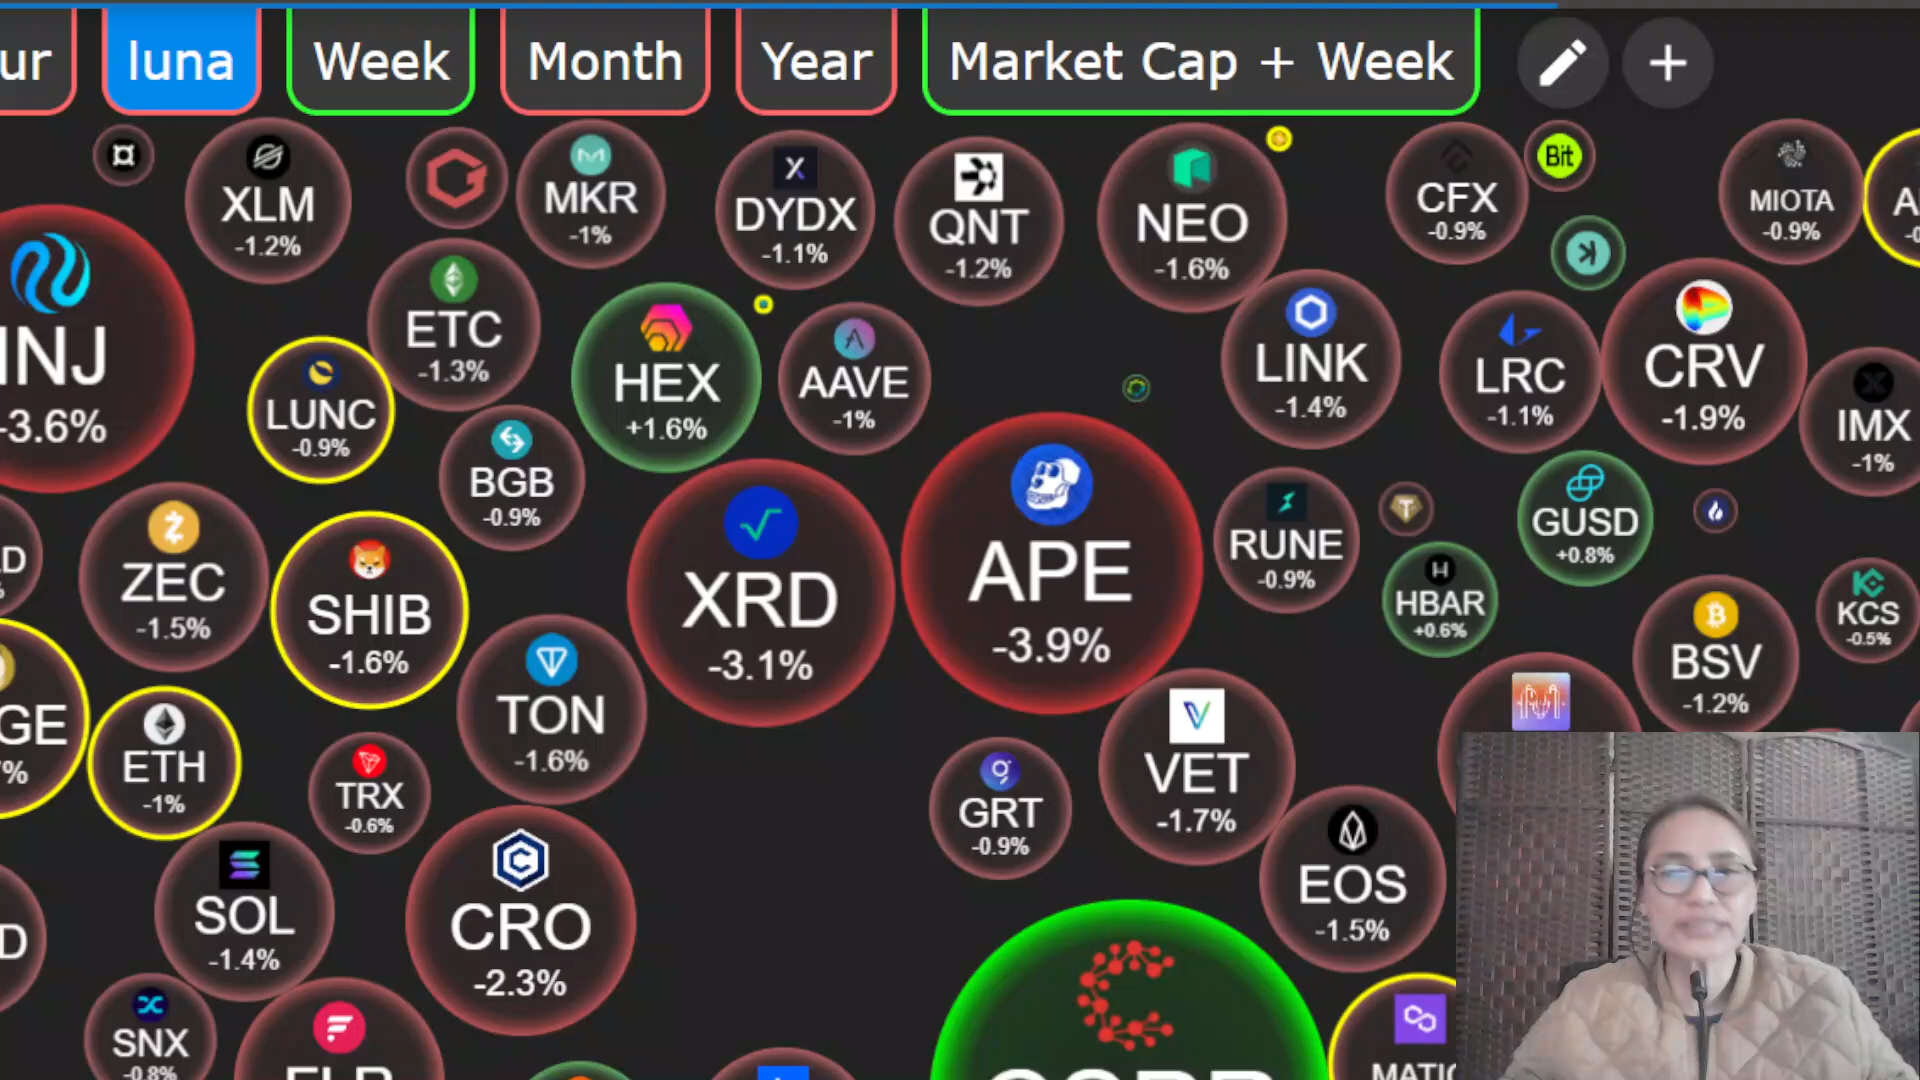 ur
luna
Week
Month
Year
Market Cap + Week
XLM
-1.2%
MKR
-1%
DYDX
-1.1%
QNT
-1.2%
NEO
-1.6%
CFX
-0.9%
Bit
MIOTA
-0.9%
INJ
-3.6%
ETC
-1.3%
LUNC
-0.9%
HEX
+1.6%
AAVE
-1%
LINK
-1.4%
LRC
-1.1%
CRV
-1.9%
IMX
-1%
BGB
-0.9%
ZEC
-1.5%
SHIB
-1.6%
XRD
-3.1%
APE
-3.9%
RUNE
-0.9%
GUSD
+0.8%
HBAR
+0.6%
KCS
-0.5%
BSV
-1.2%
D
GE
%
ETH
-1%
TRX
-0.6%
TON
-1.6%
GRT
-0.9%
VET
-1.7%
EOS
-1.5%
SOL
-1.4%
CRO
-2.3%
D
SNX
-0.8%
MATIC